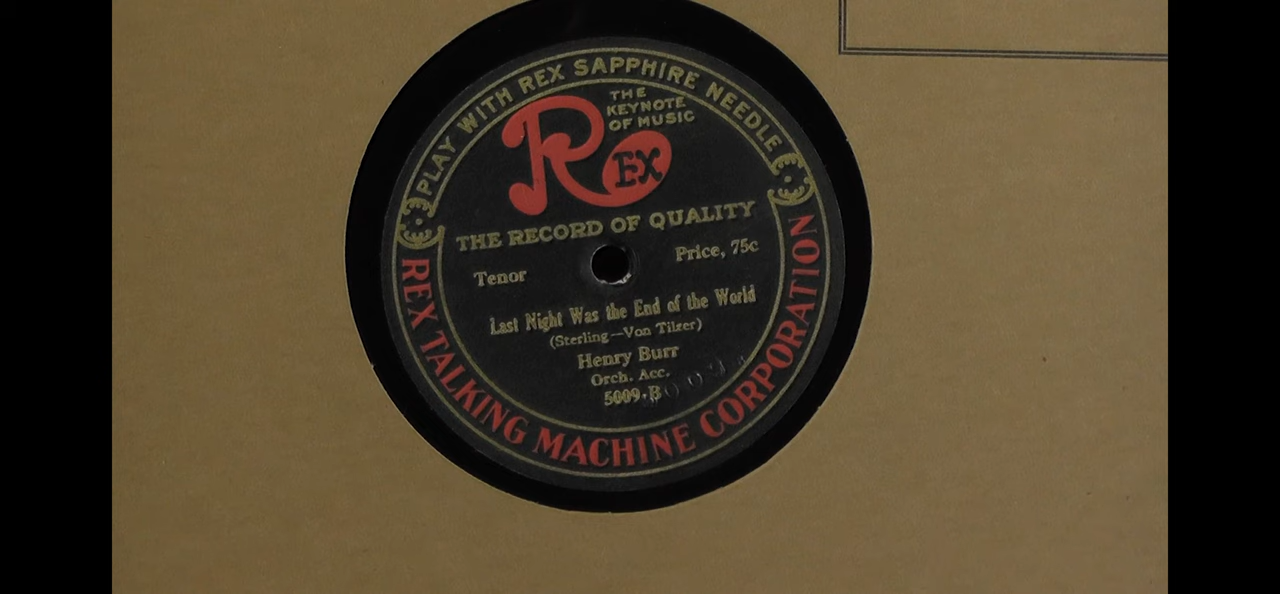 PLAY WITH REX SAPPHIRE NEEDLE
THE
KEYNOTE
OF MUSIC
REX
THE RECORD OF QUALITY
Tenor
Price, 75c
Last Night Was the End of the World
(Sterling--Von Tilzer)
Henry Burr
Orch. Acc.
5009-B
REX TALKING MACHINE CORPORATION